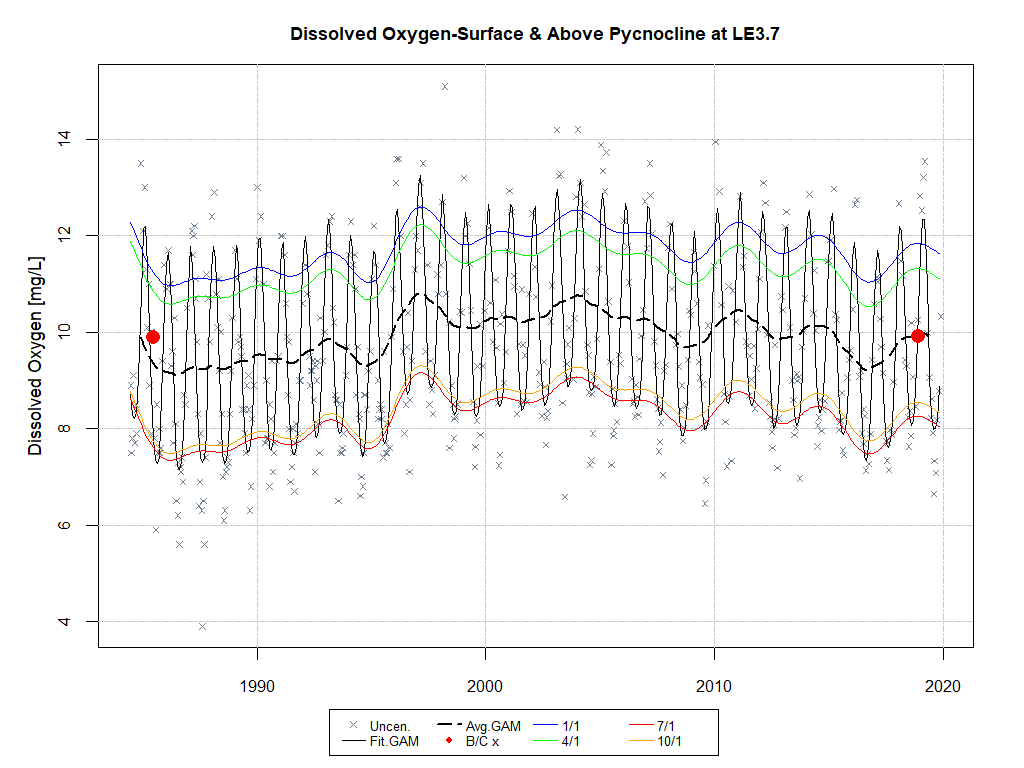 Dissolved Oxygen-Surface & Above Pycnocline at LE3.7
Dissolved Oxygen [mg/L]
14
12
10
8
6
4
1990 2000 2010 2020
Uncen. Avg.GAM 1/1 7/1
Fit.GAM B/C x 4/1 10/1